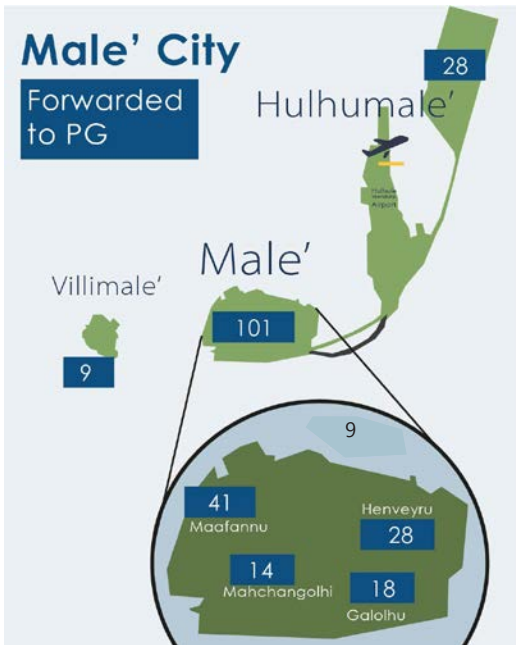 Male’ City
Forwarded
to PG
28
Hulhumale’
Airport
Male’
Villimale’
101
9
9
41
Maafannu
Henveyru
28
14
Mahchangolhi
18
Galolhu